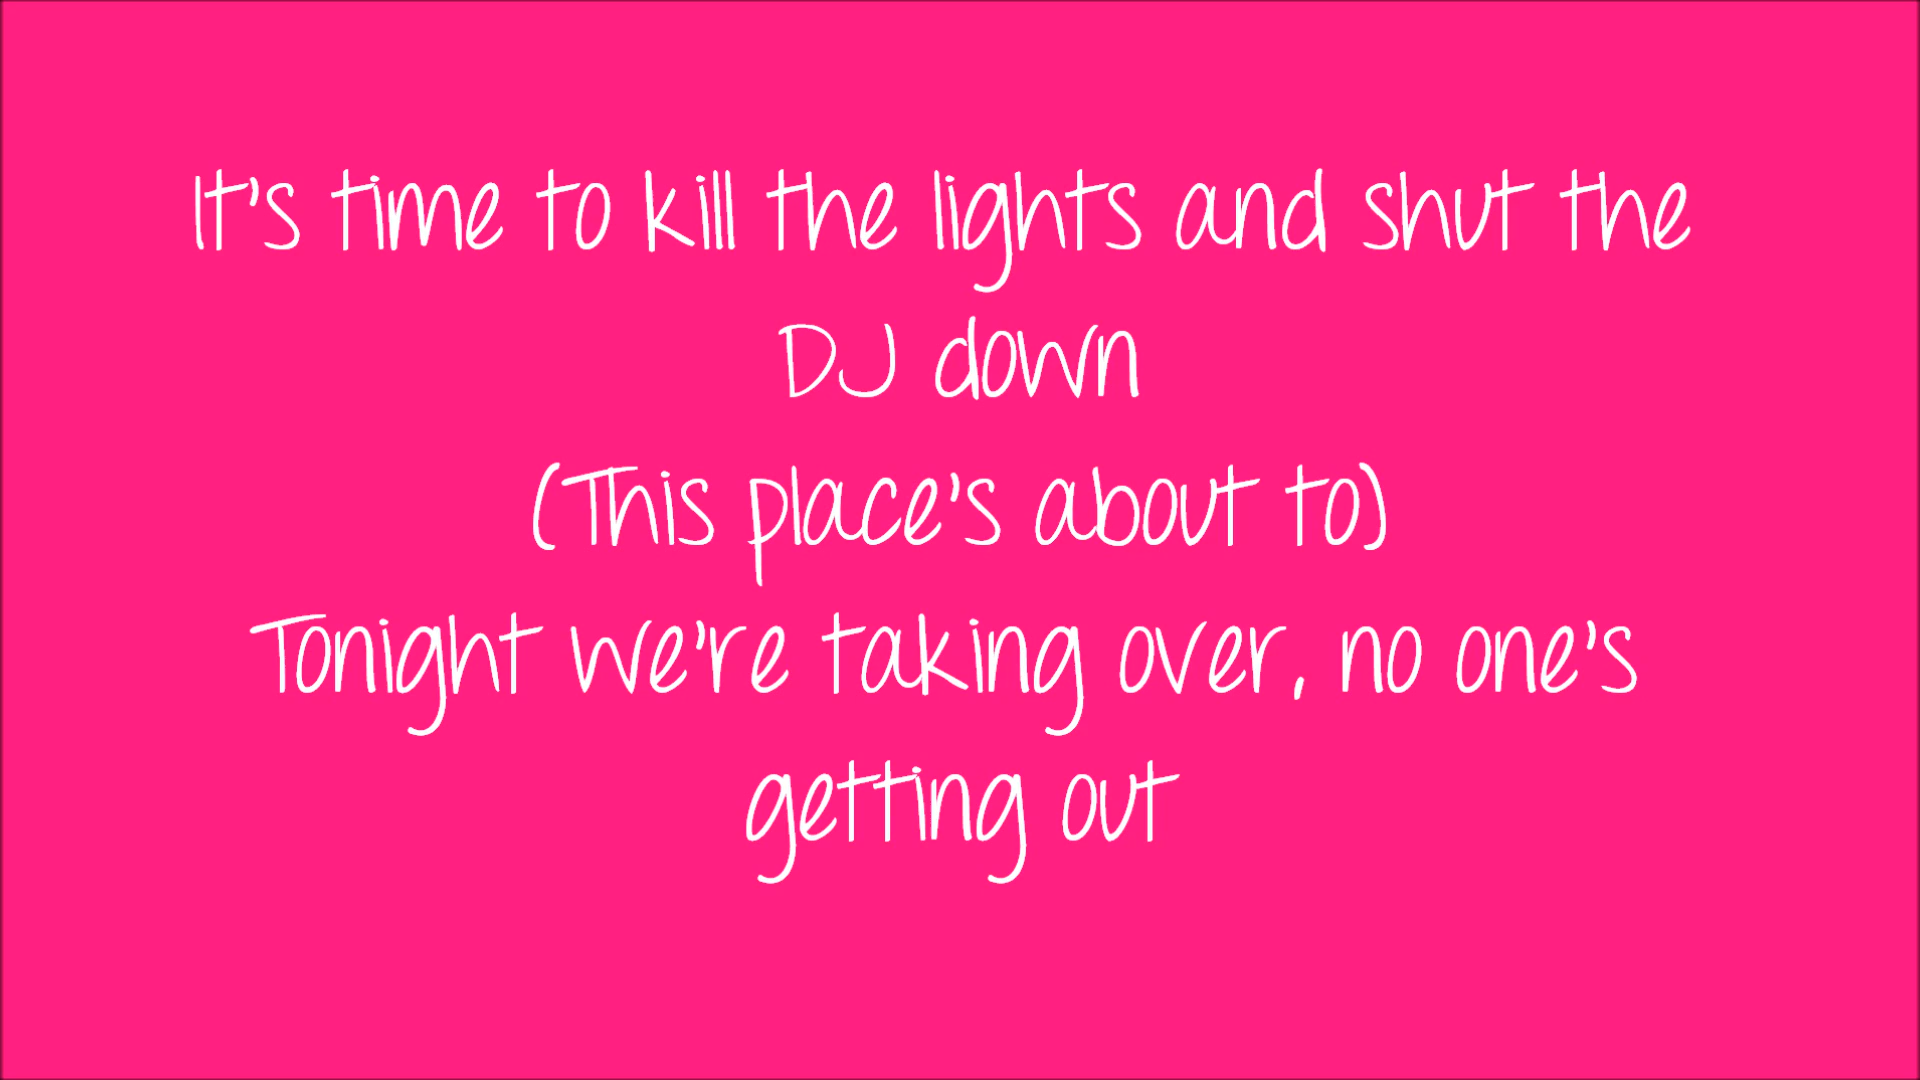 It's time to kill the lights and shut the
DJ down
(This place's about to)
Tonight we're taking over, no one's
getting out